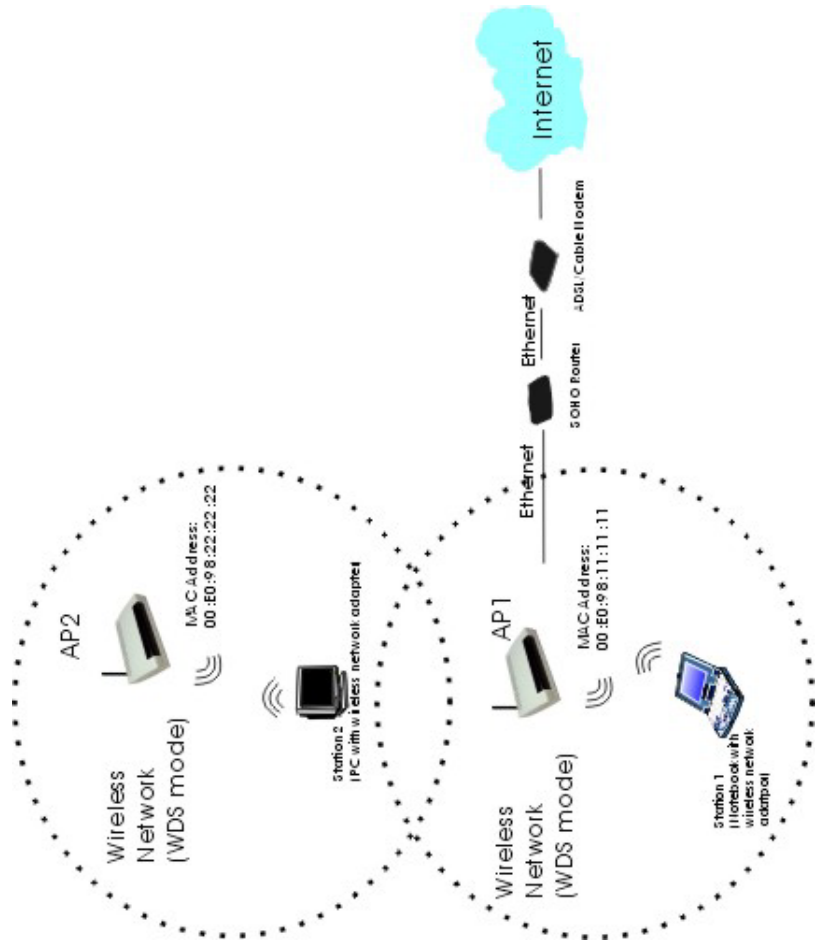 AP2
MAC Address:
00:E0:98:22:22:22
Wireless
Network
(WDS mode)
Station 2
(PC with wireless network adapter)
AP1
MAC Address:
00:E0:98:11:11:11
Wireless
Network
(WDS mode)
Station 1
(Notebook with
wireless network
adatpor)
Ethernet
SOHO Router
Ethernet
ADSL/Cable Modem
Internet